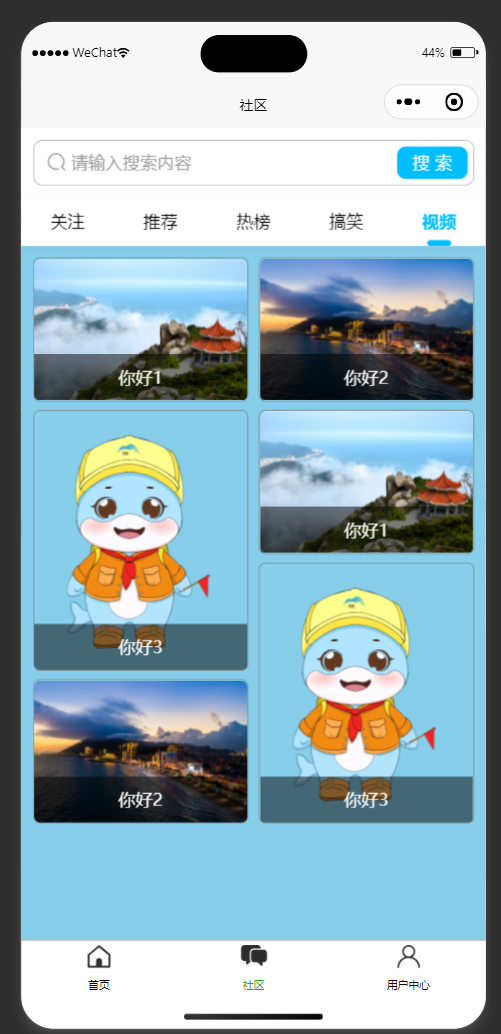 ●●●●● WeChat
44%
社区
请输入搜索内容
搜 索
关注 推荐 热榜 搞笑 视频
你好1
你好2
你好1
你好3
你好2
你好3
首页 社区 用户中心